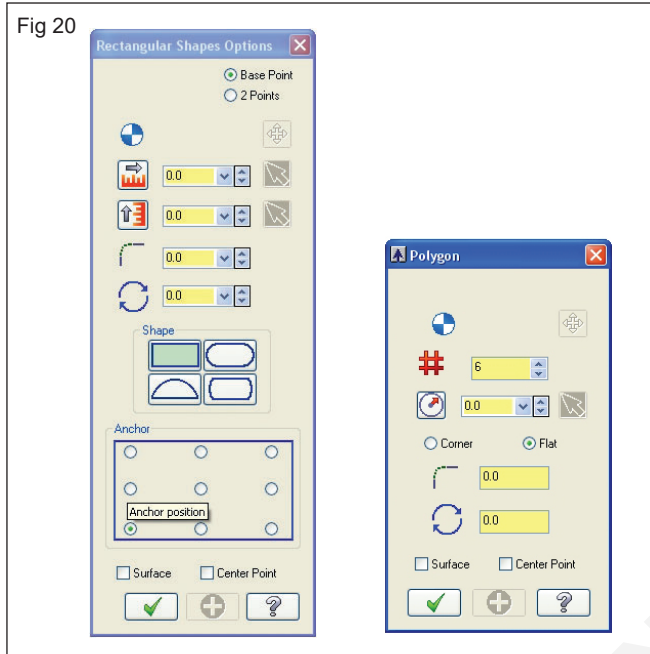 Fig 20
Rectangular Shapes Options
Base Point
2 Points
0.0
0.0
0.0
0.0
Shape
Anchor
Anchor position
Surface Center Point
?
Polygon
6
0.0
Corner Flat
0.0
0.0
Surface Center Point
?